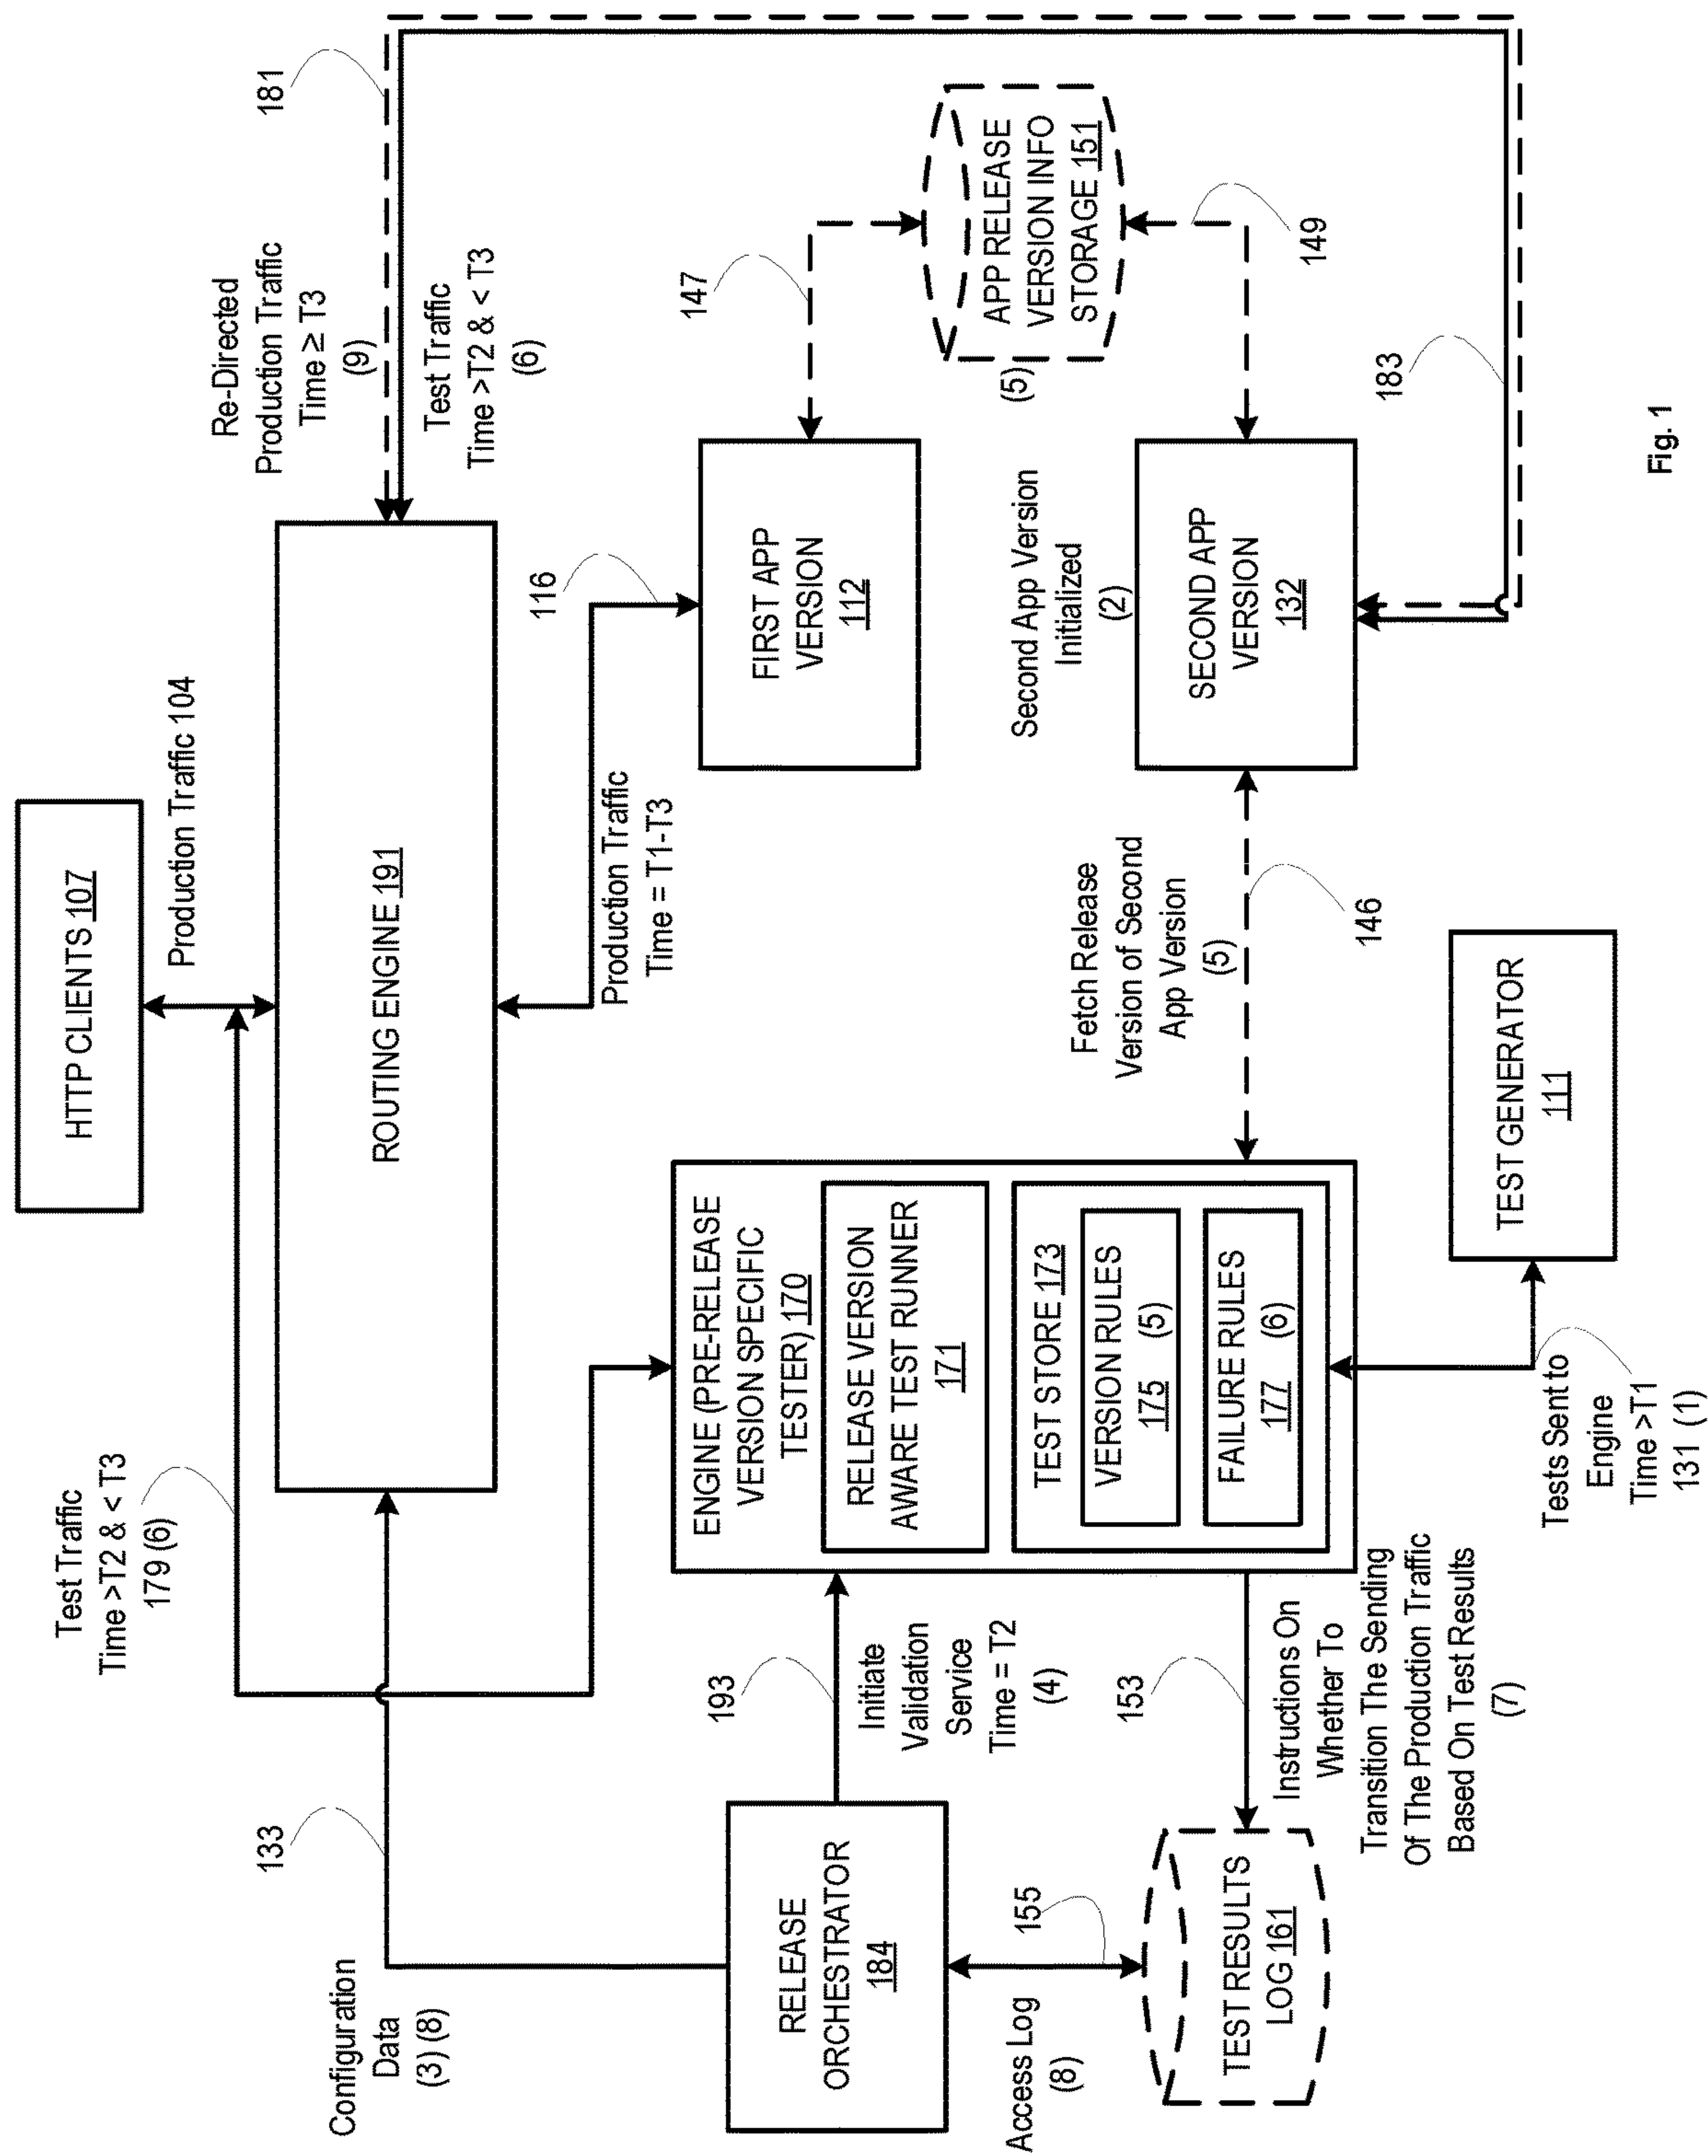 HTTP CLIENTS 107
Production Traffic 104
Test Traffic
Time >T2 & < T3
179 (6)
181
Re-Directed
Production Traffic
Time ≥ T3
(9)
Configuration
Data
(3) (8)
133
ROUTING ENGINE 191
Test Traffic
Time >T2 & < T3
(6)
Production Traffic
Time = T1-T3
116
147
RELEASE
ORCHESTRATOR
184
193
Initiate
Validation
Service
Time = T2
(4)
ENGINE (PRE-RELEASE
VERSION SPECIFIC
TESTER) 170
RELEASE VERSION
AWARE TEST RUNNER
171
TEST STORE 173
VERSION RULES
175 (5)
FAILURE RULES
177 (6)
FIRST APP
VERSION
112
APP RELEASE
VERSION INFO
STORAGE 151
(5)
Second App Version
Initialized
(2)
Fetch Release
Version of Second
App Version
(5)
146
SECOND APP
VERSION
132
149
183
Access Log
(8)
155
153
TEST RESULTS
LOG 161
Instructions On
Whether To
Transition The Sending
Of The Production Traffic
Based On Test Results
(7)
Tests Sent to
Engine
Time >T1
131 (1)
TEST GENERATOR
111
Fig. 1